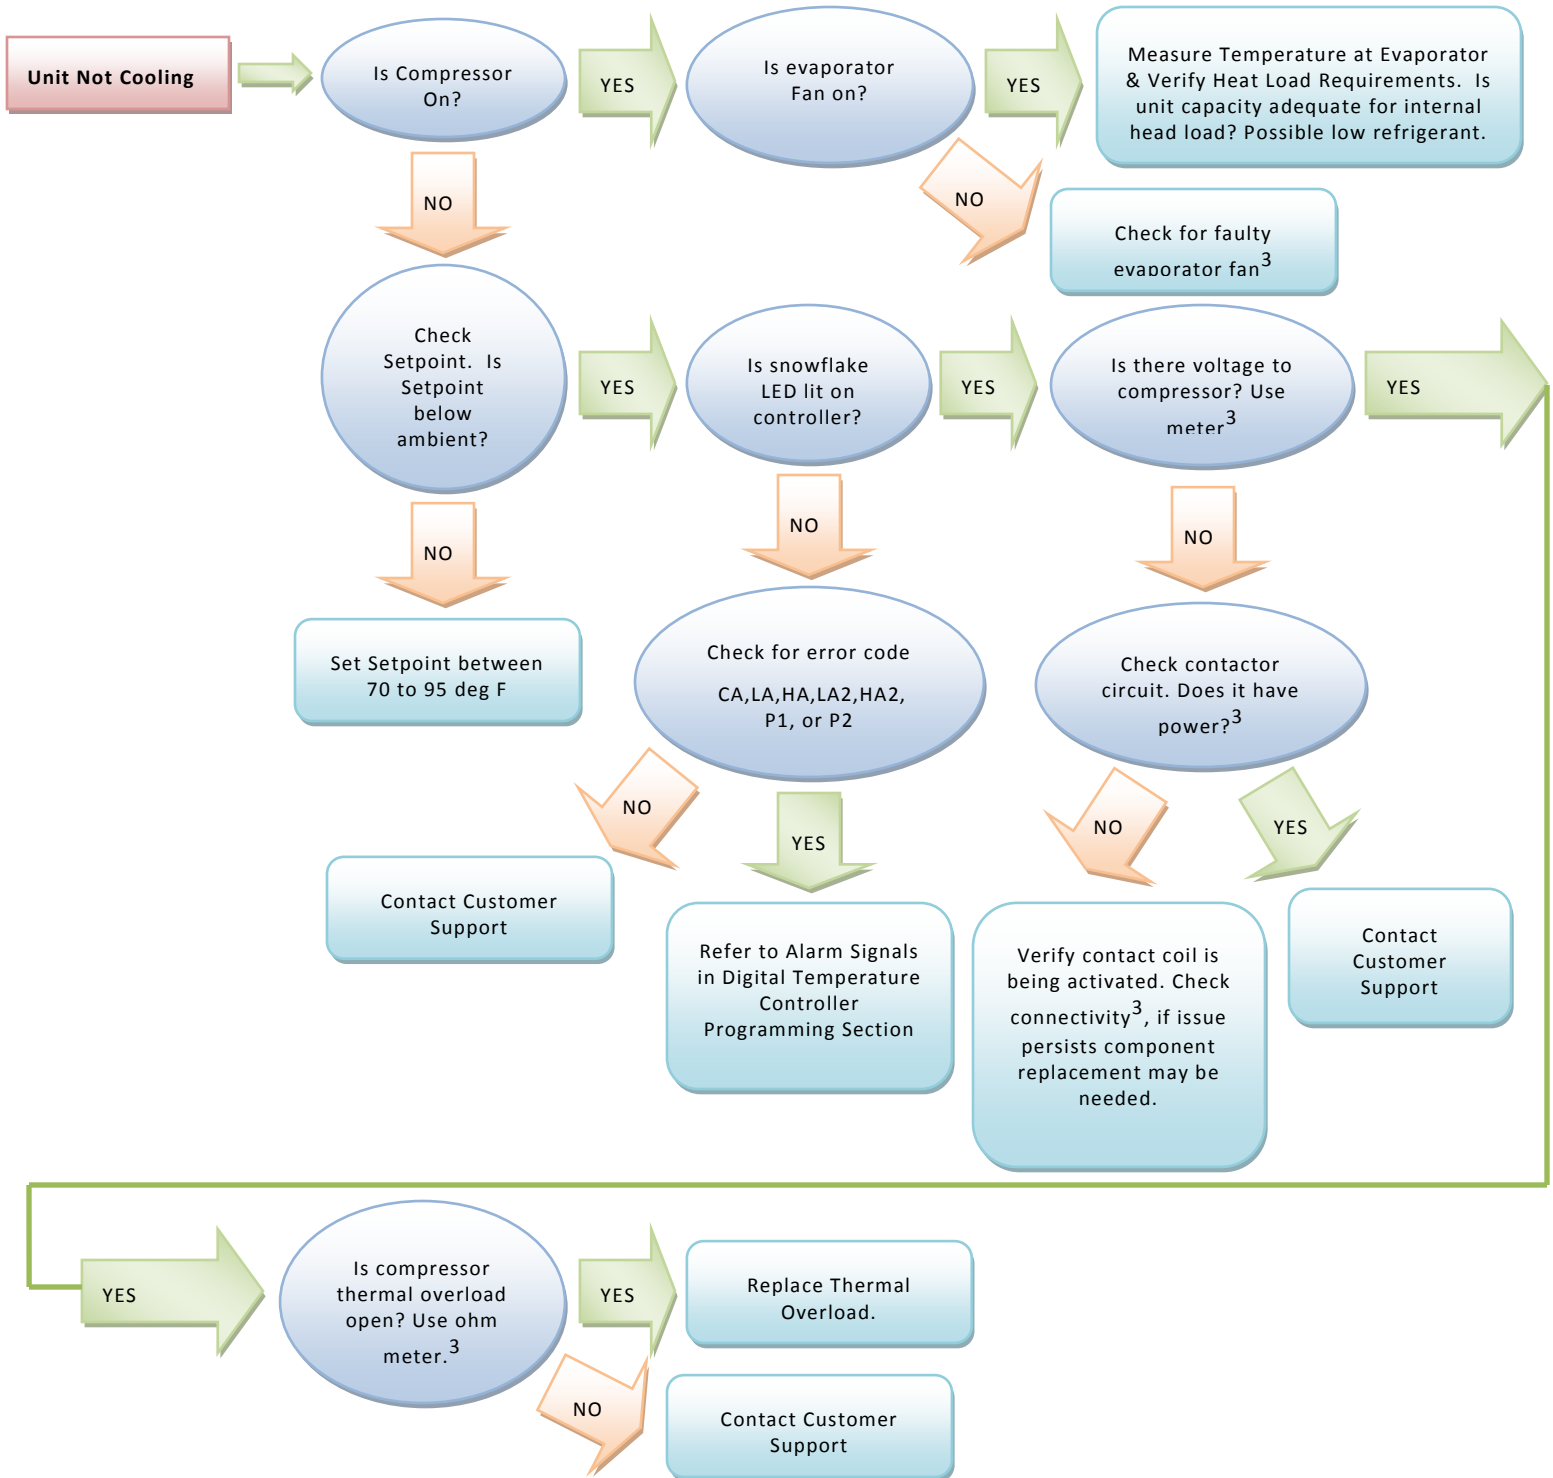 Unit Not Cooling
Is Compressor
On?
YES
Is evaporator
Fan on?
YES
Measure Temperature at Evaporator
& Verify Heat Load Requirements.  Is
unit capacity adequate for internal
head load? Possible low refrigerant.
NO
NO
Check for faulty
evaporator fan3
Check
Setpoint.  Is
Setpoint
below
ambient?
YES
Is snowflake
LED lit on
controller?
YES
Is there voltage to
compressor? Use
meter3
YES
NO
NO
NO
Set Setpoint between
70 to 95 deg F
Check for error code
CA,LA,HA,LA2,HA2,
P1, or P2
Check contactor
circuit. Does it have
power?3
NO
YES
NO
YES
Contact Customer
Support
Refer to Alarm Signals
in Digital Temperature
Controller
Programming Section
Verify contact coil is
being activated. Check
connectivity3, if issue
persists component
replacement may be
needed.
Contact
Customer
Support
YES
Is compressor
thermal overload
open? Use ohm
meter.3
YES
Replace Thermal
Overload.
NO
Contact Customer
Support